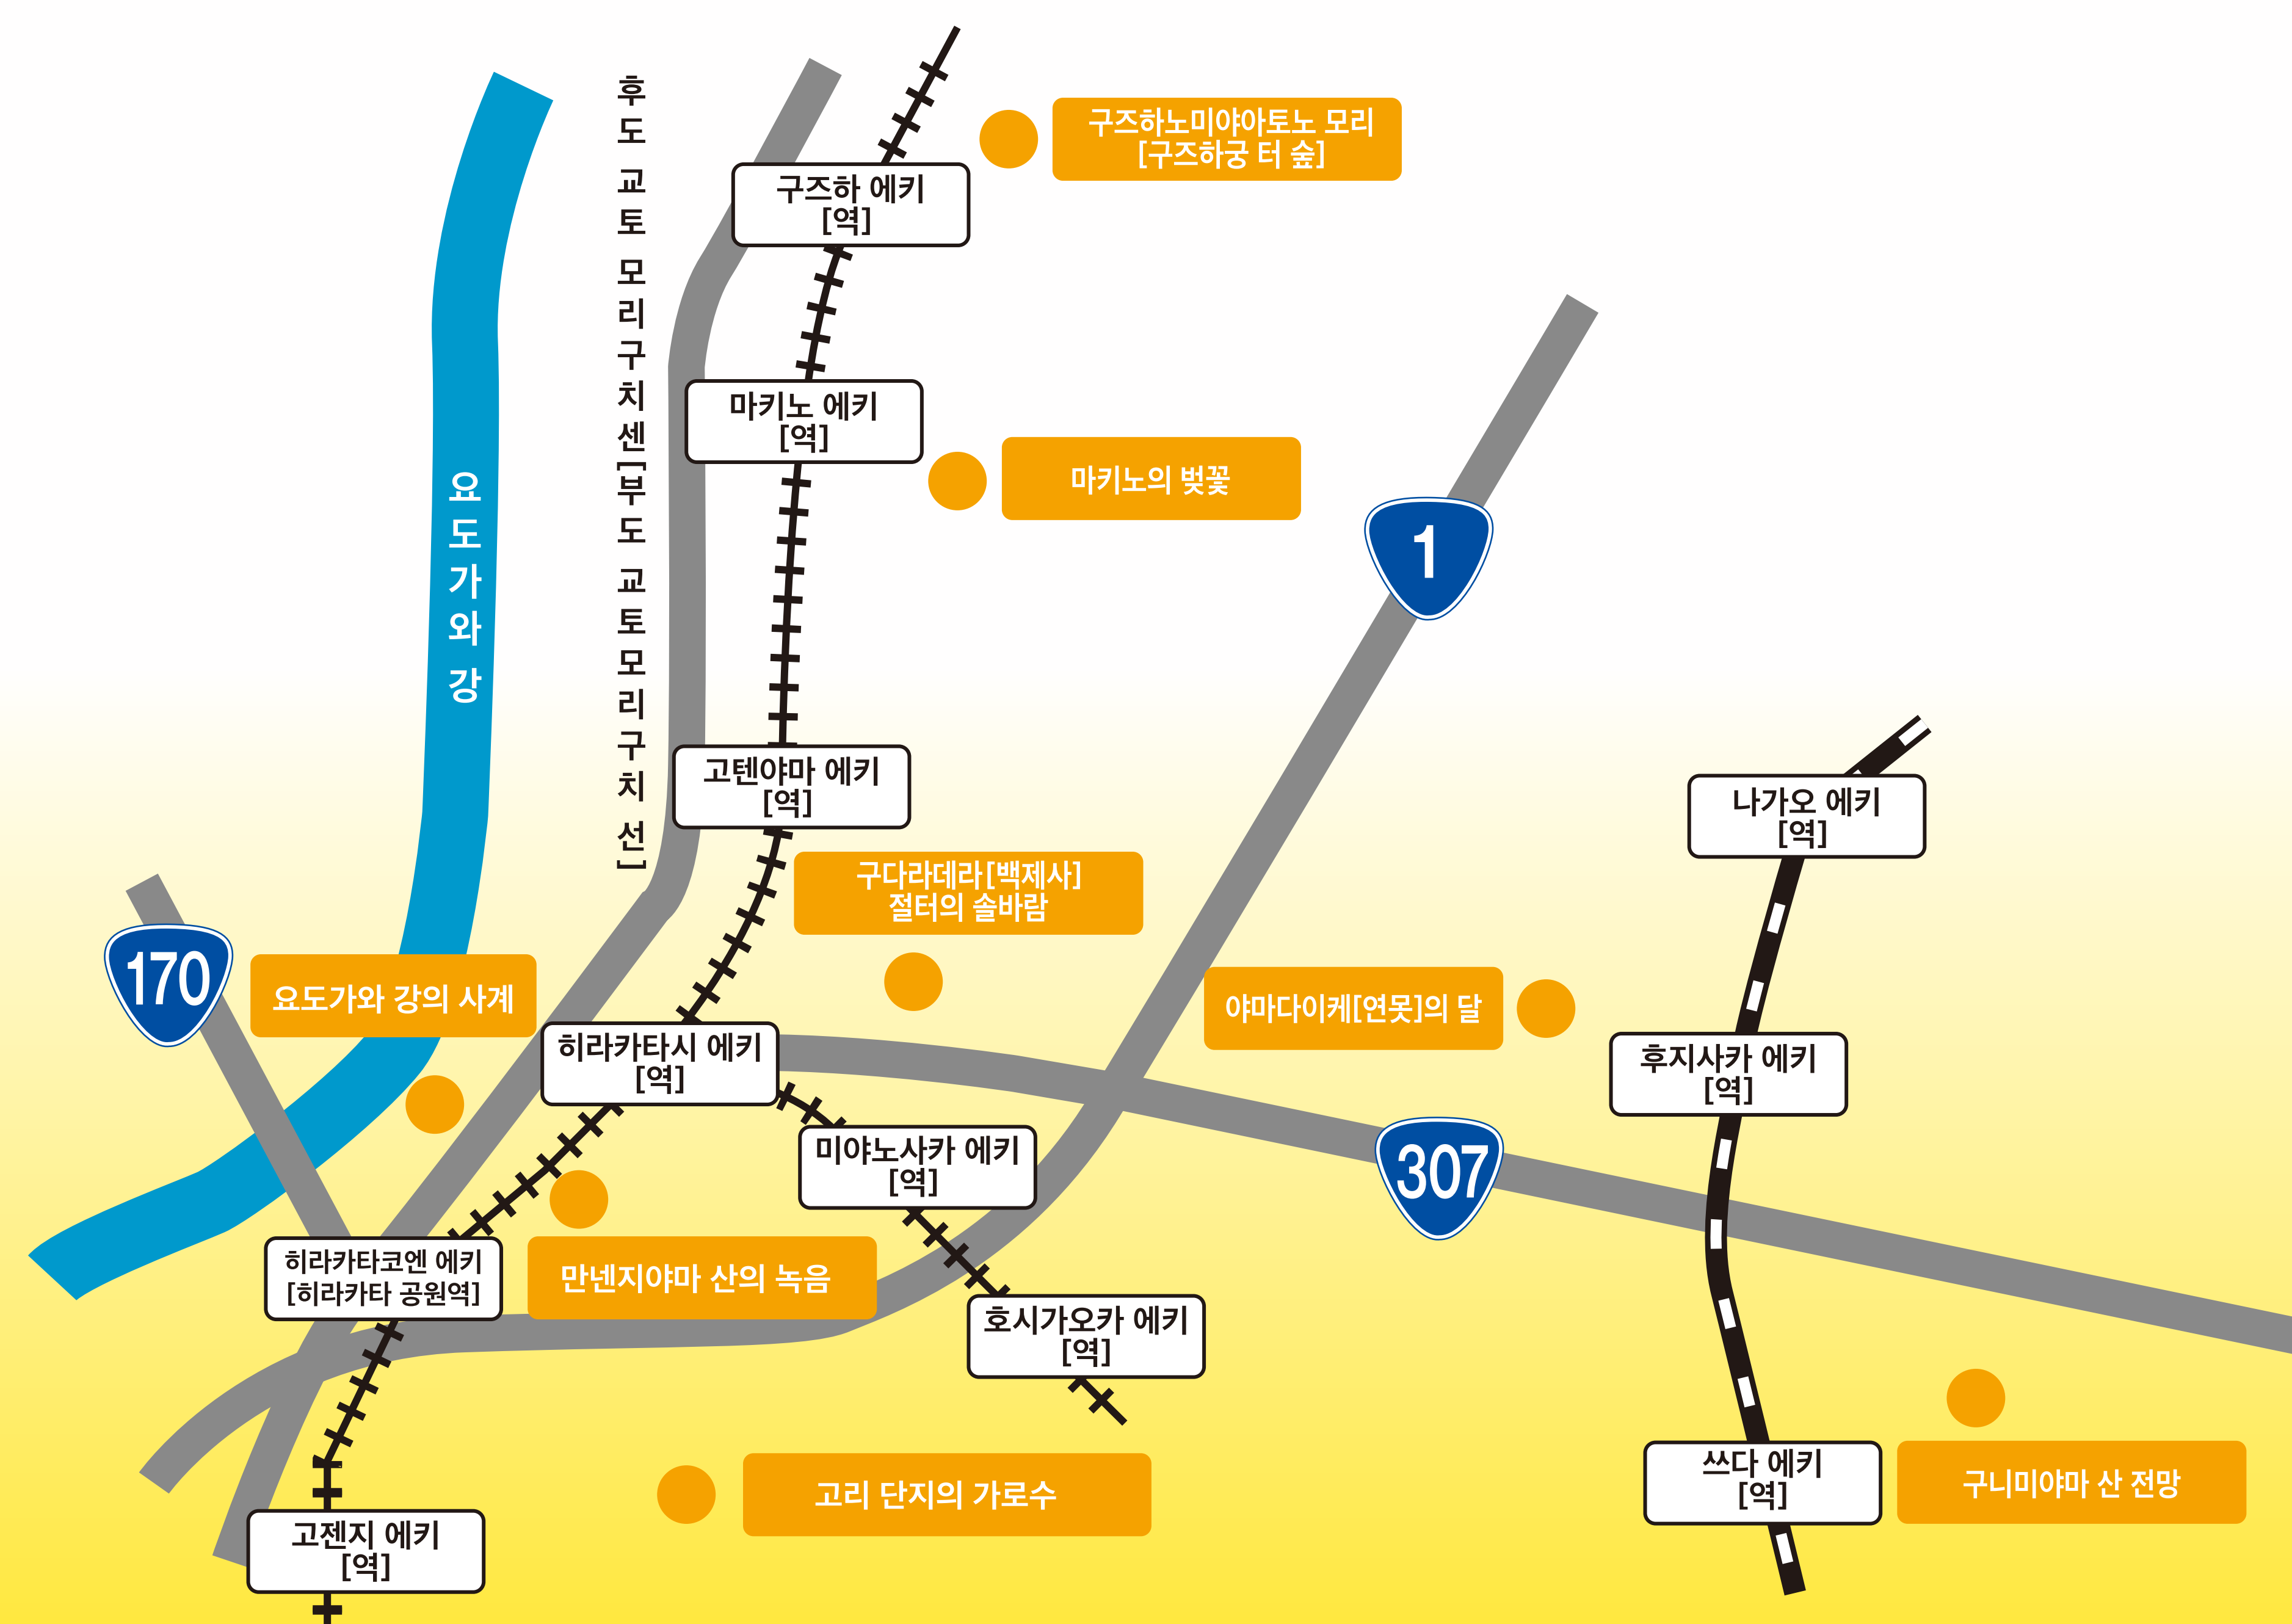 후도 교토 모리구치센[부도 교토모리구치 선]
구즈하노미야아토노 모리
[구즈하궁 터 숲]
구즈하 에키
[역]
마키노 에키
[역]
마키노의 벚꽃
1
요도가와 강
고텐야마 에키
[역]
나가오 에키
[역]
구다라데라[백제사]
절터의 솔바람
170
요도가와 강의 사계
야마다이케[연못]의 달
히라카타시 에키
[역]
후지사카 에키
[역]
미야노사카 에키
[역]
307
히라카타코엔 에키
[히라카타 공원역]
만넨지야마 산의 녹음
호시가오카 에키
[역]
고리 단지의 가로수
쓰다 에키
[역]
구니미야마 산 전망
고젠지 에키
[역]